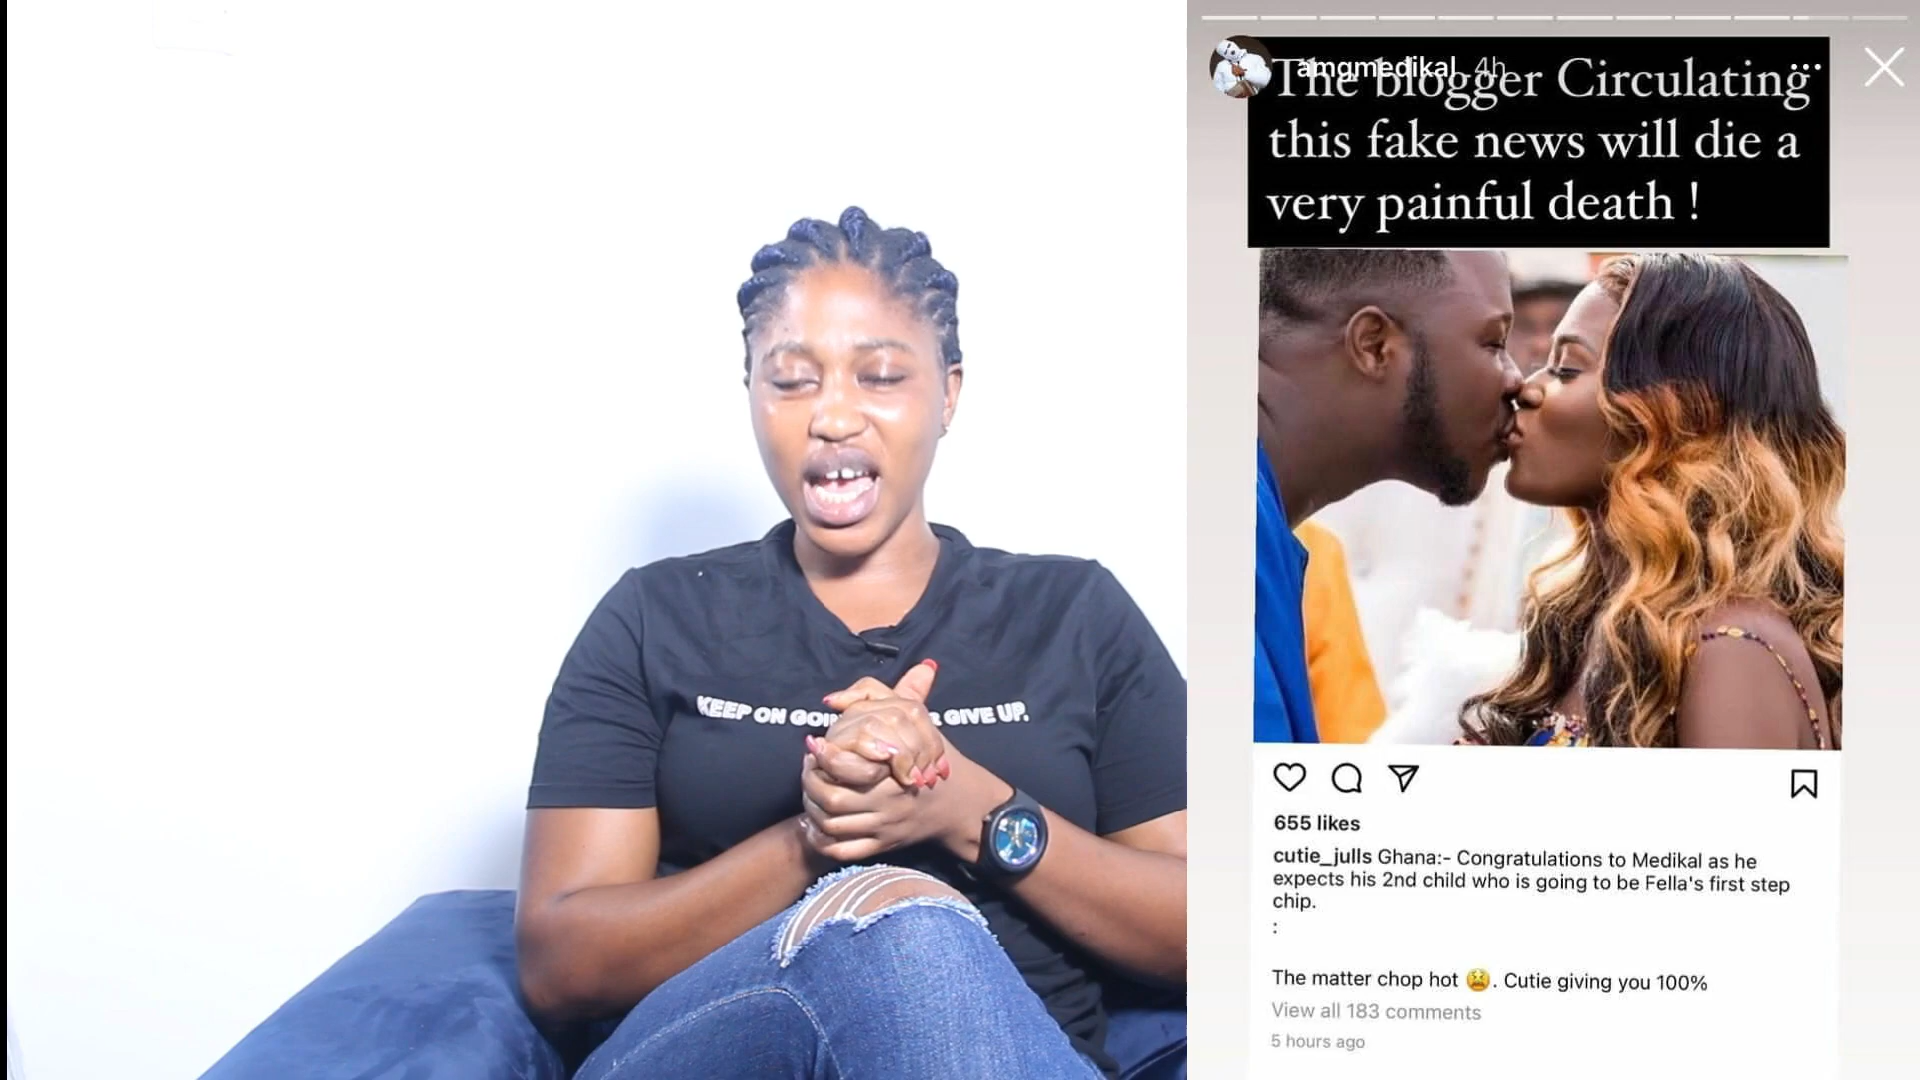 KEEP ON GOI
R GIVE UP.
amgmedikal 4h
The blogger Circulating
this fake news will die a
very painful death !
655 likes
cutie_julls Ghana:- Congratulations to Medikal as he
expects his 2nd child who is going to be Fella's first step
chip.
:
The matter chop hot 😫. Cutie giving you 100%
View all 183 comments
5 hours ago